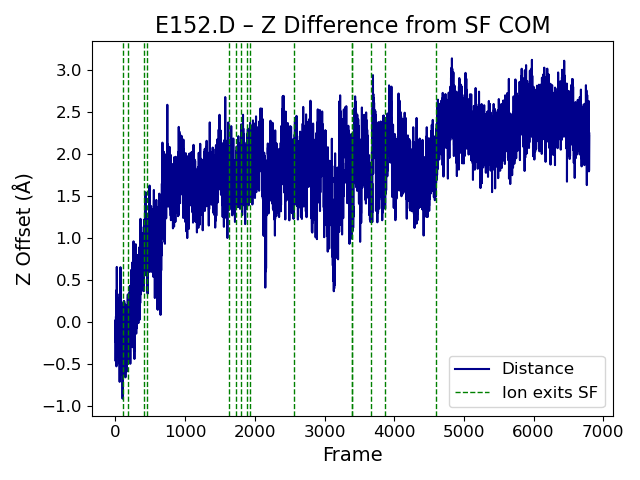 E152.D – Z Difference from SF COM
Z Offset (Å)
3.0
2.5
2.0
1.5
1.0
0.5
0.0
−0.5
−1.0
0 1000 2000 3000 4000 5000 6000 7000
Frame
Distance
Ion exits SF